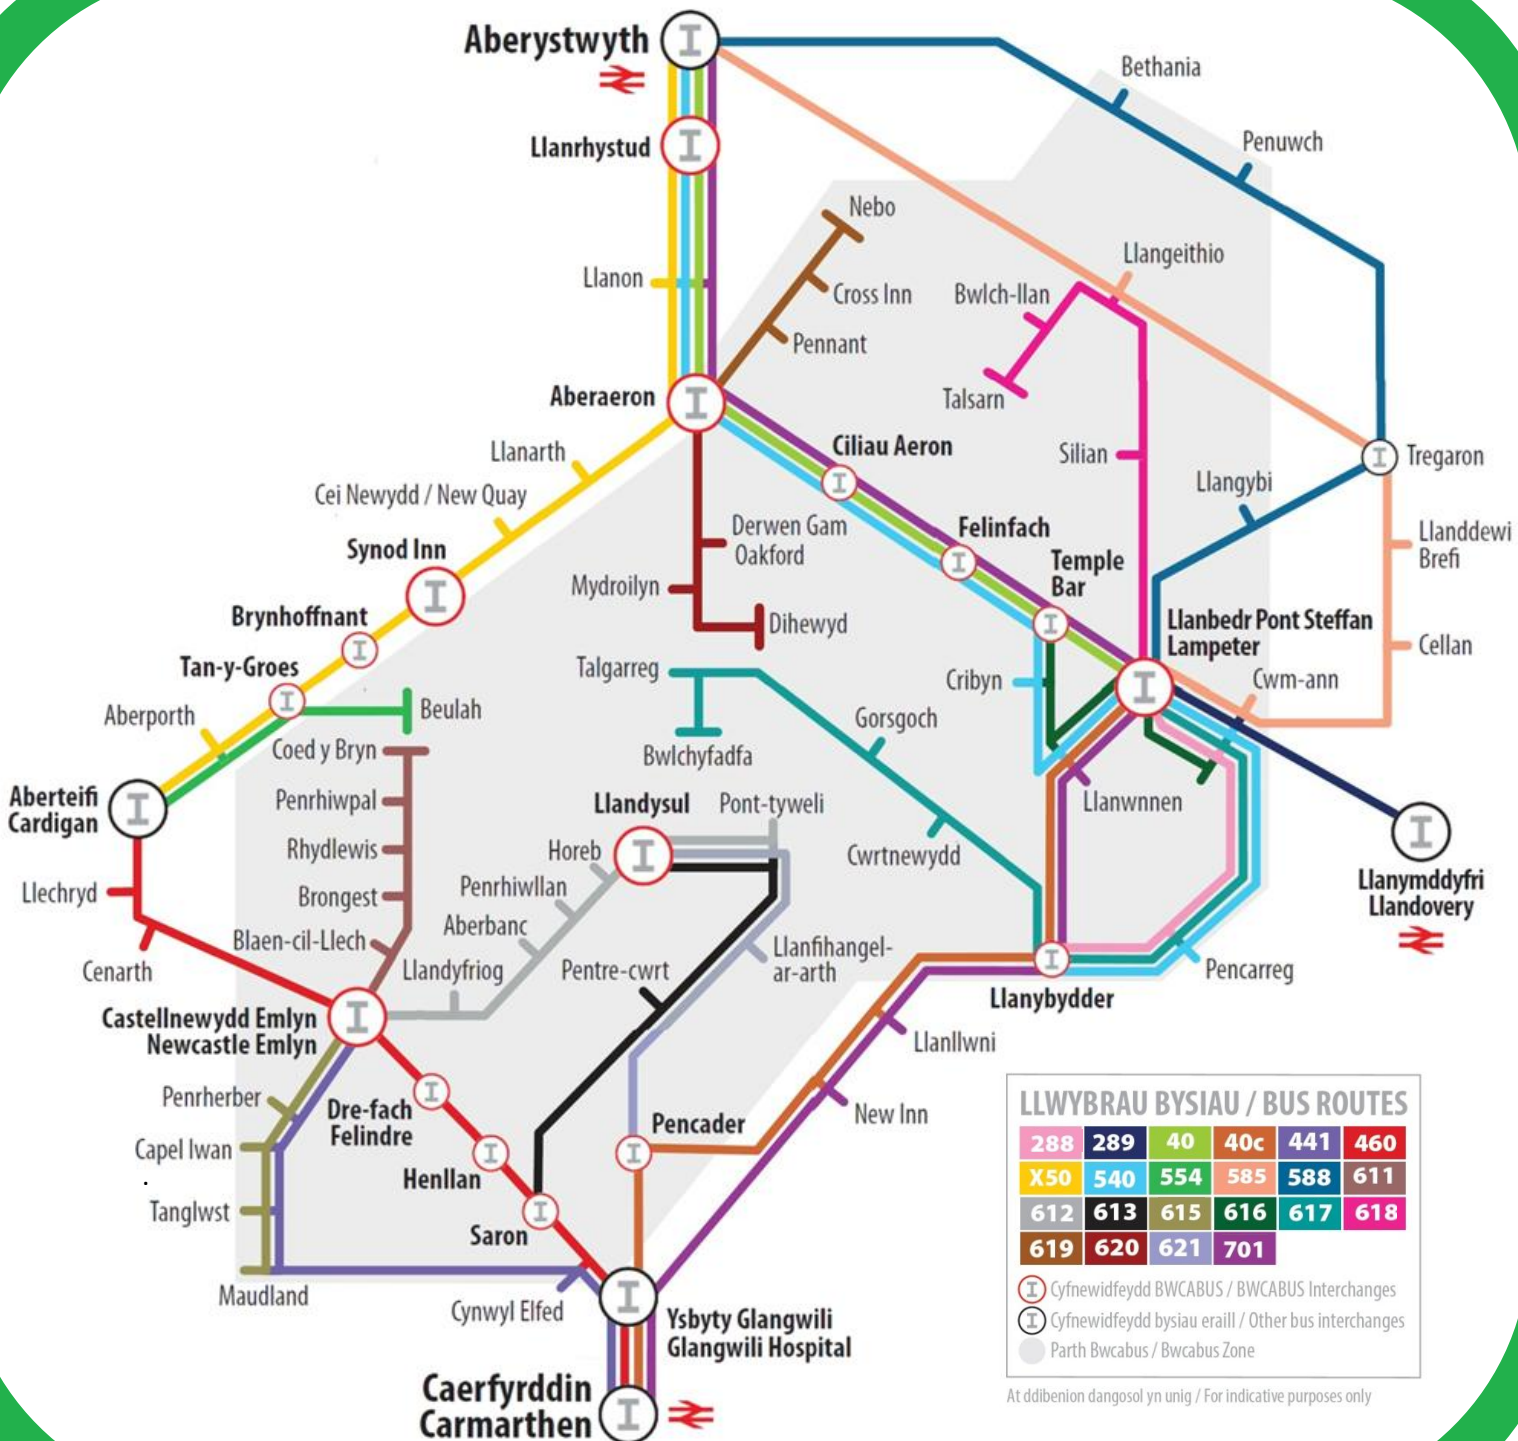 Aberystwyth
Bethania
Penuwch
Llanrhystud
Nebo
Llangeithio
Llanon
Cross Inn
Bwlch-llan
Pennant
Talsarn
Aberaeron
Ciliau Aeron
Silian
Tregaron
Llanarth
Llangybi
Cei Newydd / New Quay
Felinfach
Derwen Gam
Oakford
Llanddewi
Brefi
Synod Inn
Temple
Bar
Mydroilyn
Brynhoffnant
Dihewyd
Llanbedr Pont Steffan
Lampeter
Tan-y-Groes
Talgarreg
Cribyn
Cellan
Cwm-ann
Aberporth
Beulah
Gorsgoch
Coed y Bryn
Bwlchyfadfa
Aberteifi
Cardigan
Penrhiwpal
Llandysul
Pont-tyweli
Llanwnnen
Rhydlewis
Horeb
Cwrtnewydd
Llechryd
Brongest
Penrhiwllan
Llanymddyfri
Llandovery
Aberbanc
Blaen-cil-Llech
Cenarth
Llandyfriog
Pentre-cwrt
Llanfihangel-
ar-arth
Pencarreg
Llanybydder
Castellnewydd Emlyn
Newcastle Emlyn
Llanllwni
Penrherber
Dre-fach
Felindre
Pencader
New Inn
Capel Iwan
Henllan
Tanglwst
Saron
Maudland
Cynwyl Elfed
Ysbyty Glangwili
Glangwili Hospital
Caerfyrddin
Carmarthen
LLWYBRAU BYSIAU / BUS ROUTES
288 289 40 40c 441 460
X50 540 554 585 588 611
612 613 615 616 617 618
619 620 621 701
Cyfnewidfeydd BWCABUS / BWCABUS Interchanges
Cyfnewidfeydd bysiau eraill / Other bus interchanges
Parth Bwcabus / Bwcabus Zone
At ddibenion dangosol yn unig / For indicative purposes only